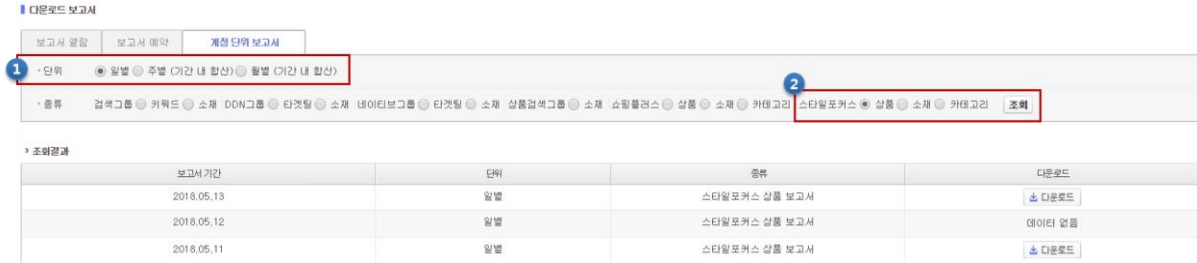 다운로드 보고서
보고서 열람 보고서 예약 계정 단위 보고서
1
· 단위 일별 주별 (기간 내 합산) 월별 (기간 내 합산)
2
· 종류 검색그룹 키워드 소재 DDN그룹 타겟팅 소재 네이티브그룹 타겟팅 소재 상품검색그룹 소재 쇼핑플러스 상품 소재 카테고리 스타일포커스 상품 소재 카테고리 조회
› 조회결과
보고서 기간 단위 종류 다운로드
2018.05.13 일별 스타일포커스 상품 보고서 다운로드
2018.05.12 일별 스타일포커스 상품 보고서 데이터 없음
2018.05.11 일별 스타일포커스 상품 보고서 다운로드